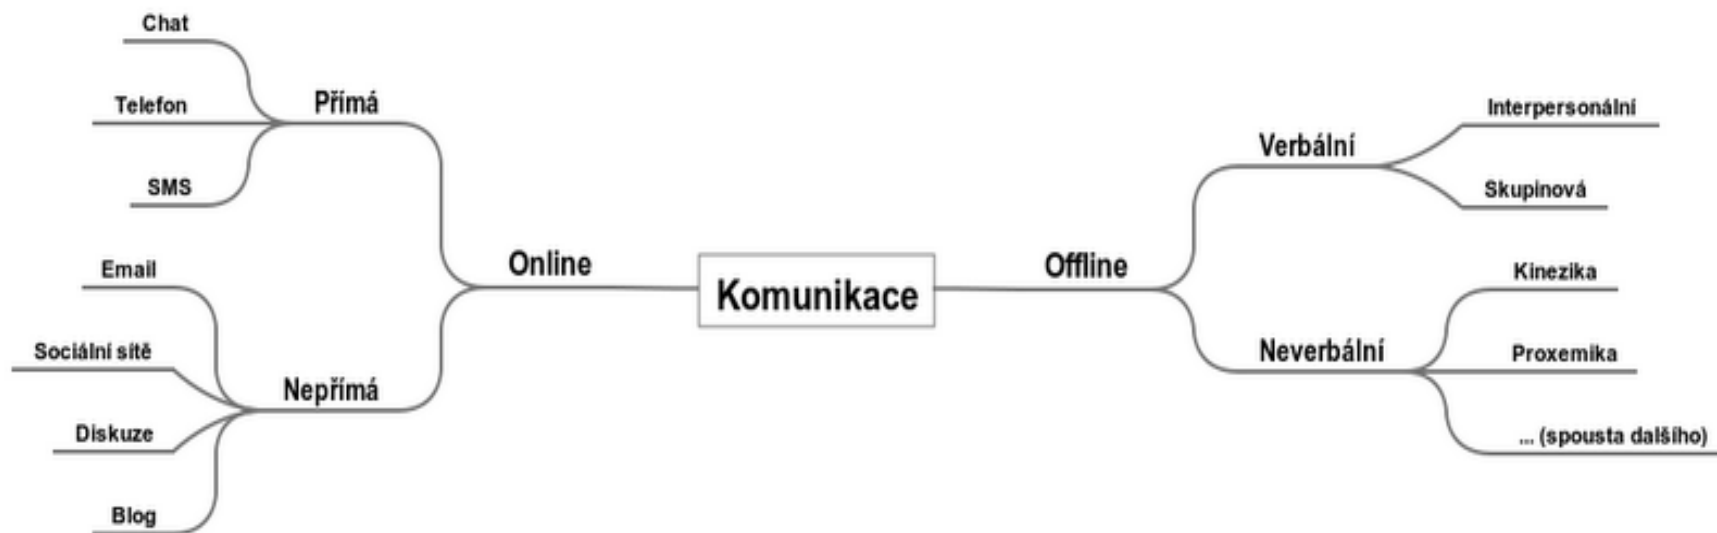 Chat
Telefon
Přímá
SMS
Email
Online
Sociální sítě
Nepřímá
Diskuze
Blog
Komunikace
Offline
Verbální
Interpersonální
Skupinová
Neverbální
Kinezika
Proxemika
... (spousta dalšího)